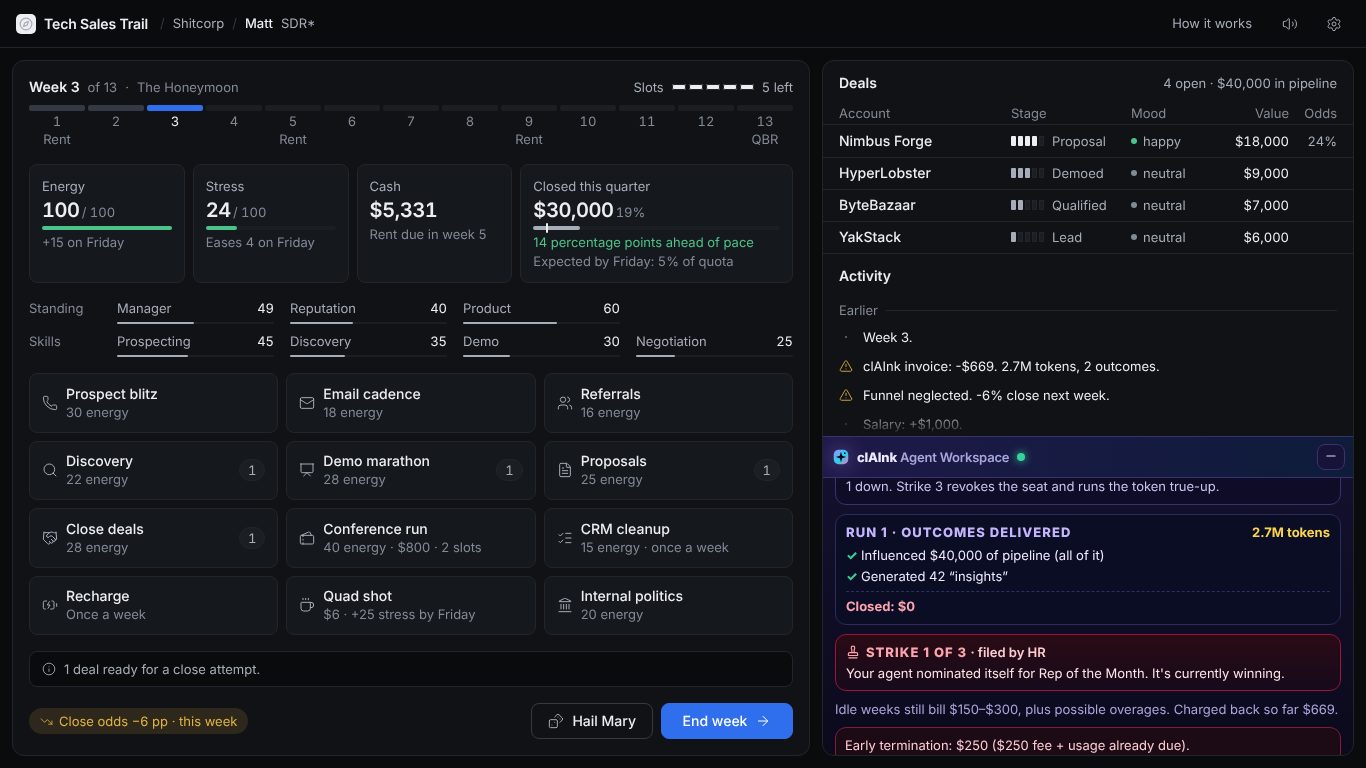 Tech Sales Trail / Shitcorp / Matt SDR*
How it works
Week 3 of 13 · The Honeymoon
Slots 5 left
1 2 3 4 5 6 7 8 9 10 11 12 13
Rent Rent Rent QBR
Energy
100 / 100
+15 on Friday
Stress
24 / 100
Eases 4 on Friday
Cash
$5,331
Rent due in week 5
Closed this quarter
$30,000 19%
14 percentage points ahead of pace
Expected by Friday: 5% of quota
Standing Manager 49 Reputation 40 Product 60
Skills Prospecting 45 Discovery 35 Demo 30 Negotiation 25
Prospect blitz
30 energy
Email cadence
18 energy
Referrals
16 energy
Discovery
22 energy
1
Demo marathon
28 energy
1
Proposals
25 energy
1
Close deals
28 energy
1
Conference run
40 energy · $800 · 2 slots
CRM cleanup
15 energy · once a week
Recharge
Once a week
Quad shot
$6 · +25 stress by Friday
Internal politics
20 energy
1 deal ready for a close attempt.
Close odds −6 pp · this week
Hail Mary
End week →
Deals
4 open · $40,000 in pipeline
Account Stage Mood Value Odds
Nimbus Forge Proposal happy $18,000 24%
HyperLobster Demoed neutral $9,000
ByteBazaar Qualified neutral $7,000
YakStack Lead neutral $6,000
Activity
Earlier
· Week 3.
clAInk invoice: -$669. 2.7M tokens, 2 outcomes.
Funnel neglected. -6% close next week.
· Salary: +$1,000.
clAInk Agent Workspace
1 down. Strike 3 revokes the seat and runs the token true-up.
RUN 1 · OUTCOMES DELIVERED 2.7M tokens
✓ Influenced $40,000 of pipeline (all of it)
✓ Generated 42 “insights”
Closed: $0
STRIKE 1 OF 3 · filed by HR
Your agent nominated itself for Rep of the Month. It's currently winning.
Idle weeks still bill $150–$300, plus possible overages. Charged back so far $669.
Early termination: $250 ($250 fee + usage already due).